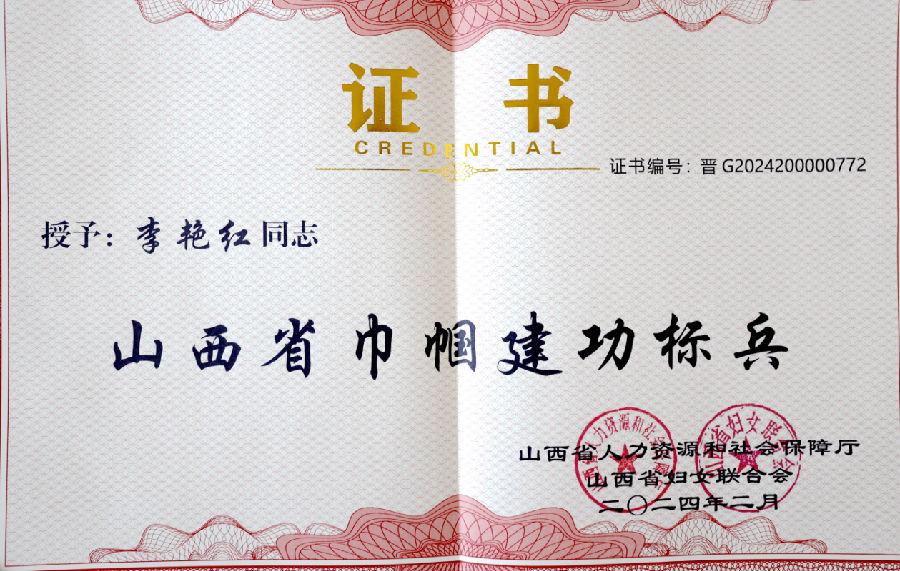 证书
CREDENTIAL
证书编号：晋G2024200000772
授予：李艳红同志
山西省巾帼建功标兵
山西省人力资源和社会保障厅
山西省妇女联合会
二〇二四年二月